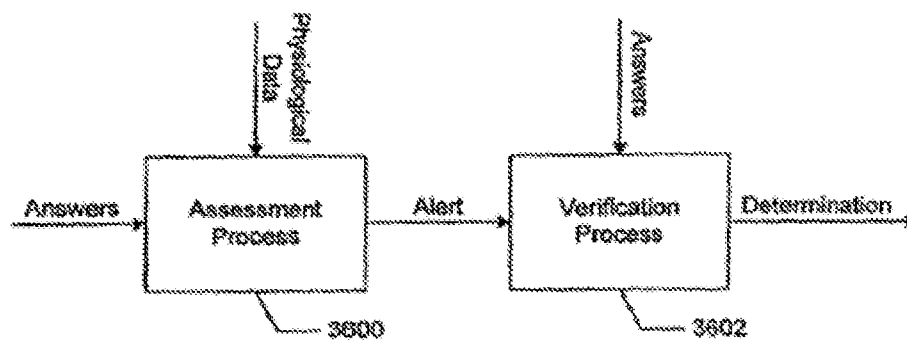 Physiological
Data
Answers
Answers
Assessment
Process
Alert
Verification
Process
Determination
3600
3602